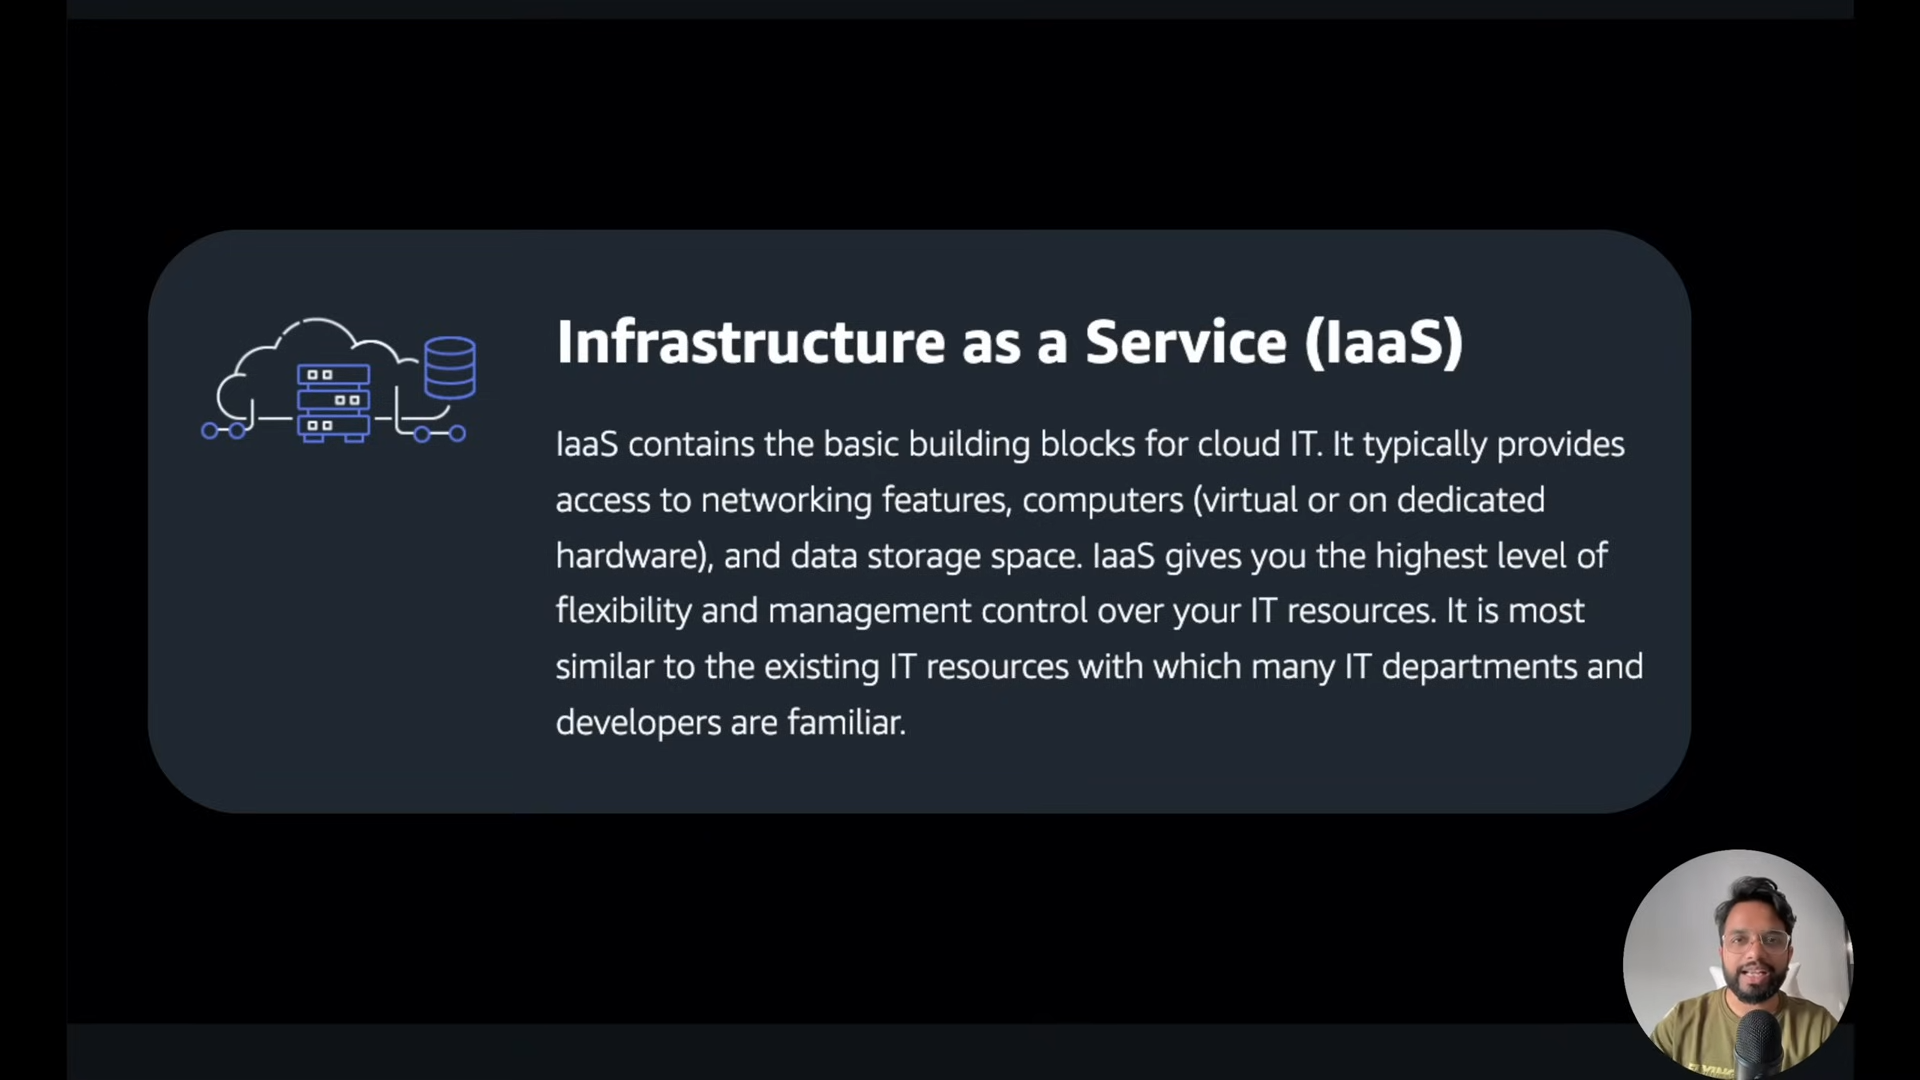 Infrastructure as a Service (IaaS)
IaaS contains the basic building blocks for cloud IT. It typically provides
access to networking features, computers (virtual or on dedicated
hardware), and data storage space. IaaS gives you the highest level of
flexibility and management control over your IT resources. It is most
similar to the existing IT resources with which many IT departments and
developers are familiar.